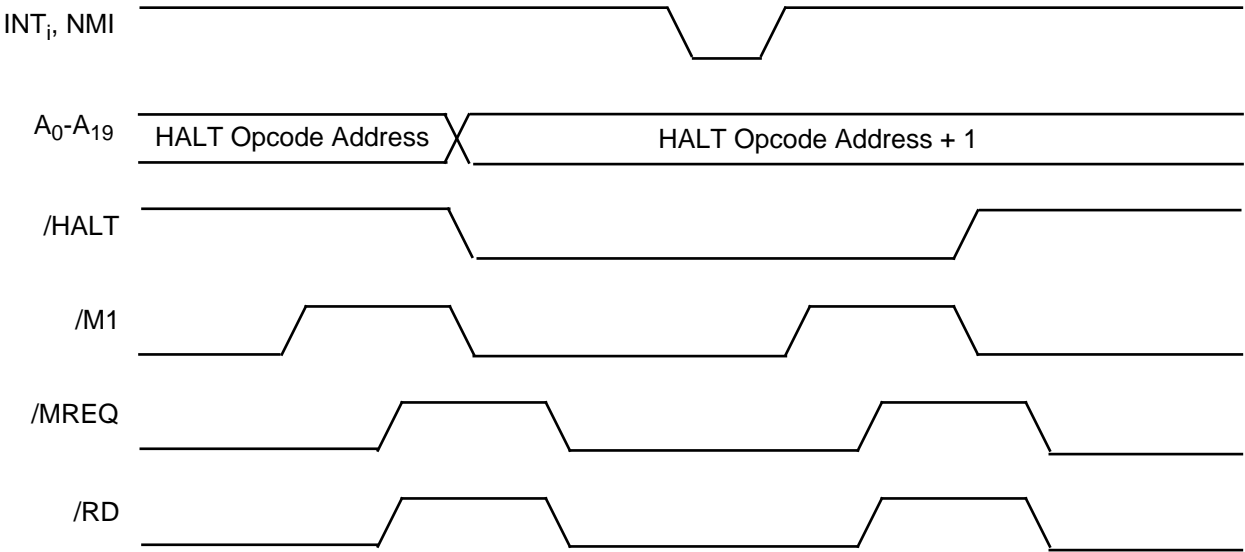 INTi, NMI
A0-A19
HALT Opcode Address
HALT Opcode Address + 1
/HALT
/M1
/MREQ
/RD